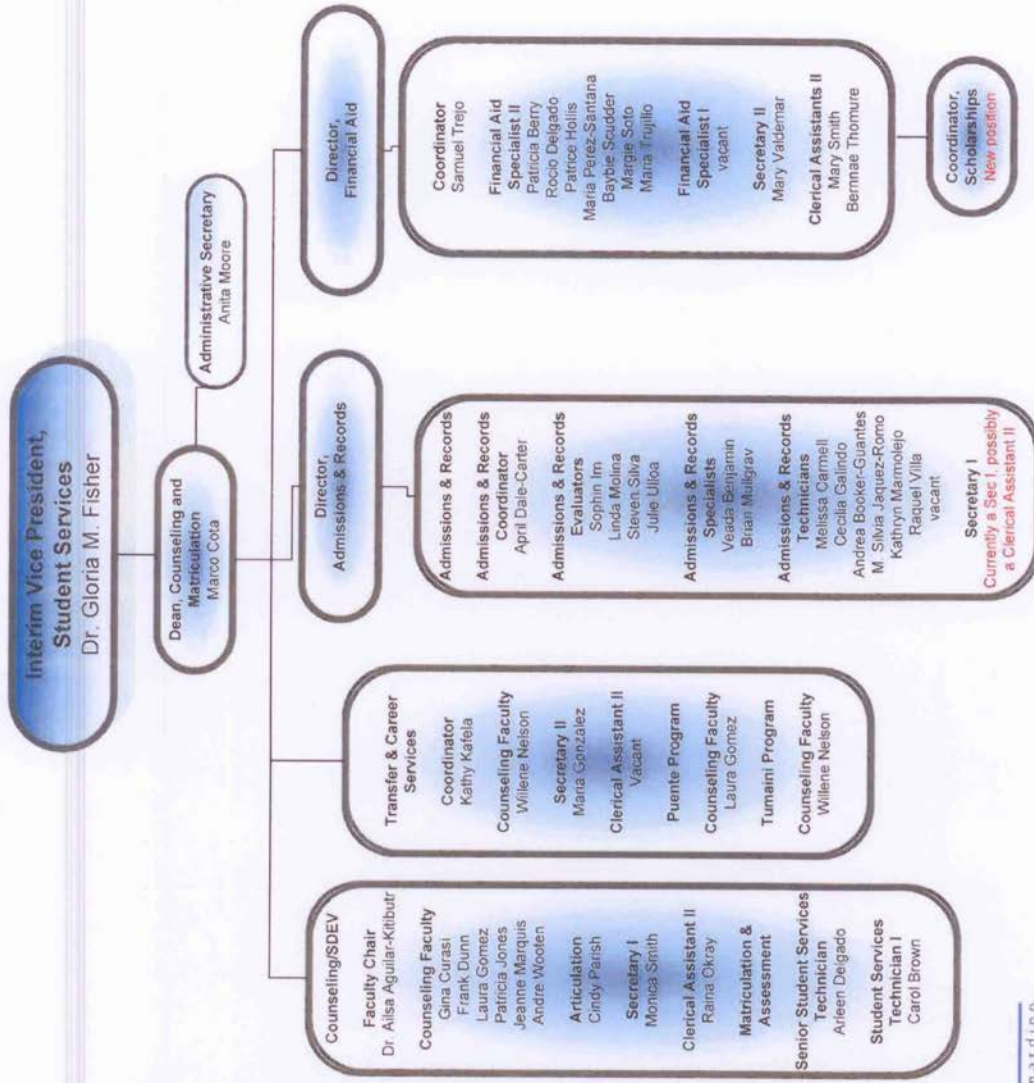 Interim Vice President,
Student Services
Dr. Gloria M. Fisher
Dean, Counseling and
Matriculation
Marco Cota
Administrative Secretary
Anita Moore
Counseling/SDEV
Faculty Chair
Dr. Ailsa Aguilar-Kitibutr
Counseling Faculty
Gina Curasi
Frank Dunn
Laura Gomez
Patricia Jones
Jeanne Marquis
Andre Wooten
Articulation
Cindy Parish
Secretary I
Monica Smith
Clerical Assistant II
Raina Okray
Matriculation &
Assessment
Senior Student Services
Technician
Arleen Delgado
Student Services
Technician I
Carol Brown
Transfer & Career
Services
Coordinator
Kathy Kafela
Counseling Faculty
Willene Nelson
Secretary II
Maria González
Clerical Assistant II
Vacant
Puente Program
Counseling Faculty
Laura Gomez
Tumaini Program
Counseling Faculty
Willene Nelson
Director,
Admissions & Records
Admissions & Records
Admissions & Records
Coordinator
April Dale-Carter
Admissions & Records
Evaluators
Sophin Im
Linda Molina
Steven Silva
Julie Ulloa
Admissions & Records
Specialists
Veada Benjamin
Brian Mullgrav
Admissions & Records
Technicians
Melissa Carmell
Cecilia Galindo
Andrea Booker-Guantes
M. Silvia Jaquez-Romo
Kathryn Marmolejo
Raquel Villa
vacant
Secretary I
Currently a Sec I, possibly
a Clerical Assistant II
Director,
Financial Aid
Coordinator
Samuel Trejo
Financial Aid
Specialist II
Patricia Berry
Rocio Delgado
Patrice Hollis
Maria Perez-Santana
Baybie Scudder
Margie Soto
Maria Trujillo
Financial Aid
Specialist I
vacant
Secretary II
Mary Valdemar
Clerical Assistants II
Mary Smith
Bernnae Thomure
Coordinator,
Scholarships
New position